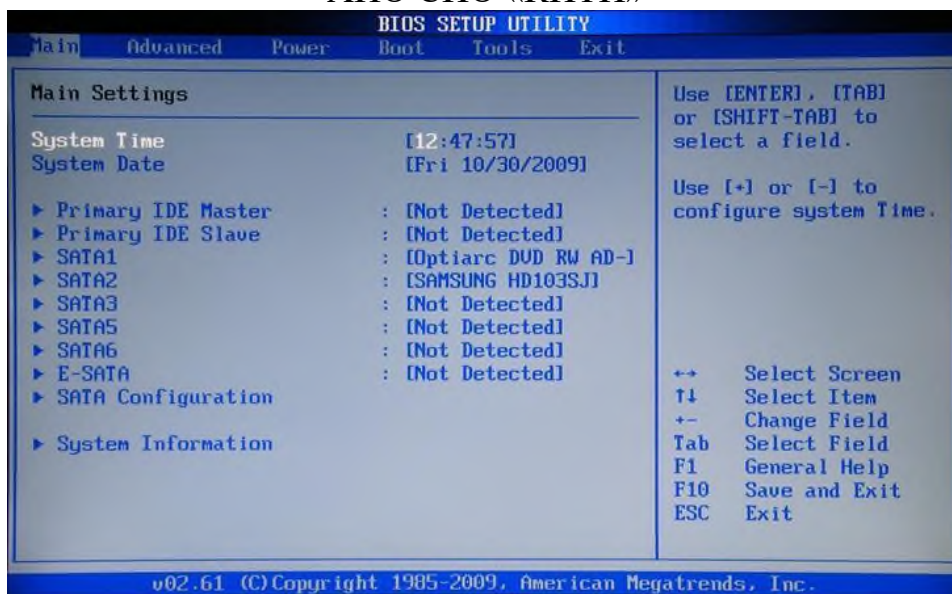 АНО СПО «КИТЫ»
BIOS SETUP UTILITY
Main Advanced Power Boot Tools Exit
Main Settings
System Time [12:47:57]
System Date [Fri 10/30/2009]
▶ Primary IDE Master : [Not Detected]
▶ Primary IDE Slave : [Not Detected]
▶ SATA1 : [Optiarc DVD RW AD-]
▶ SATA2 : [SAMSUNG HD103SJ]
▶ SATA3 : [Not Detected]
▶ SATA5 : [Not Detected]
▶ SATA6 : [Not Detected]
▶ E-SATA : [Not Detected]
▶ SATA Configuration
▶ System Information
Use [ENTER], [TAB]
or [SHIFT-TAB] to
select a field.
Use [+] or [-] to
configure system Time.
←→ Select Screen
↑↓ Select Item
+- Change Field
Tab Select Field
F1 General Help
F10 Save and Exit
ESC Exit
v02.61 (C)Copyright 1985-2009, American Megatrends, Inc.